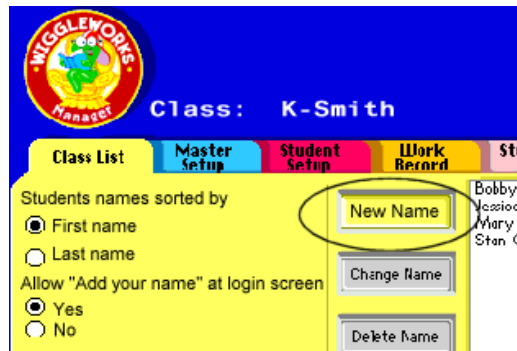 WIGGLEWORKS
Manager
Class: K-Smith
Class List
Master Setup
Student Setup
Work Record
Students names sorted by
First name
Last name
Allow "Add your name" at login screen
Yes
No
New Name
Change Name
Delete Name
Bobby
Mary
Stan